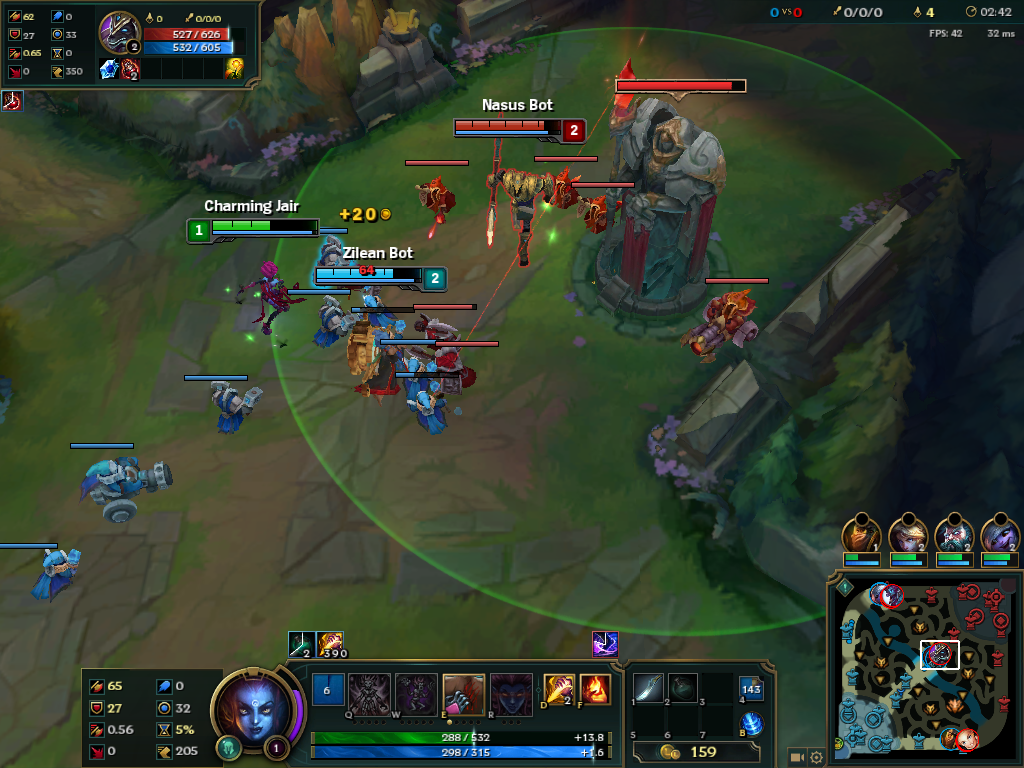 62 0
27 33
0.65 0
0 350
0 0/0/0
527 / 626
532 / 605
2
2
0 vs 0 0/0/0 4 02:42
FPS: 42 32 ms
Nasus Bot
2
Charming Jair
1
+20
Zilean Bot
64
2
2 390
65 0
27 32
0.56 5%
0 205
1
6
Q W E R D 2 F
288 / 532 +13.8
298 / 315 +1.6
1 2 3 4 143
5 6 7 B
159
1 2 2 2